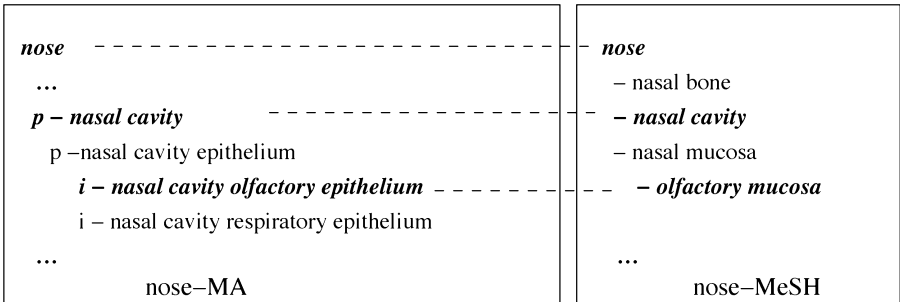 nose
...
p – nasal cavity
p –nasal cavity epithelium
i – nasal cavity olfactory epithelium
i – nasal cavity respiratory epithelium
...
nose–MA
nose
– nasal bone
– nasal cavity
– nasal mucosa
– olfactory mucosa
...
nose–MeSH